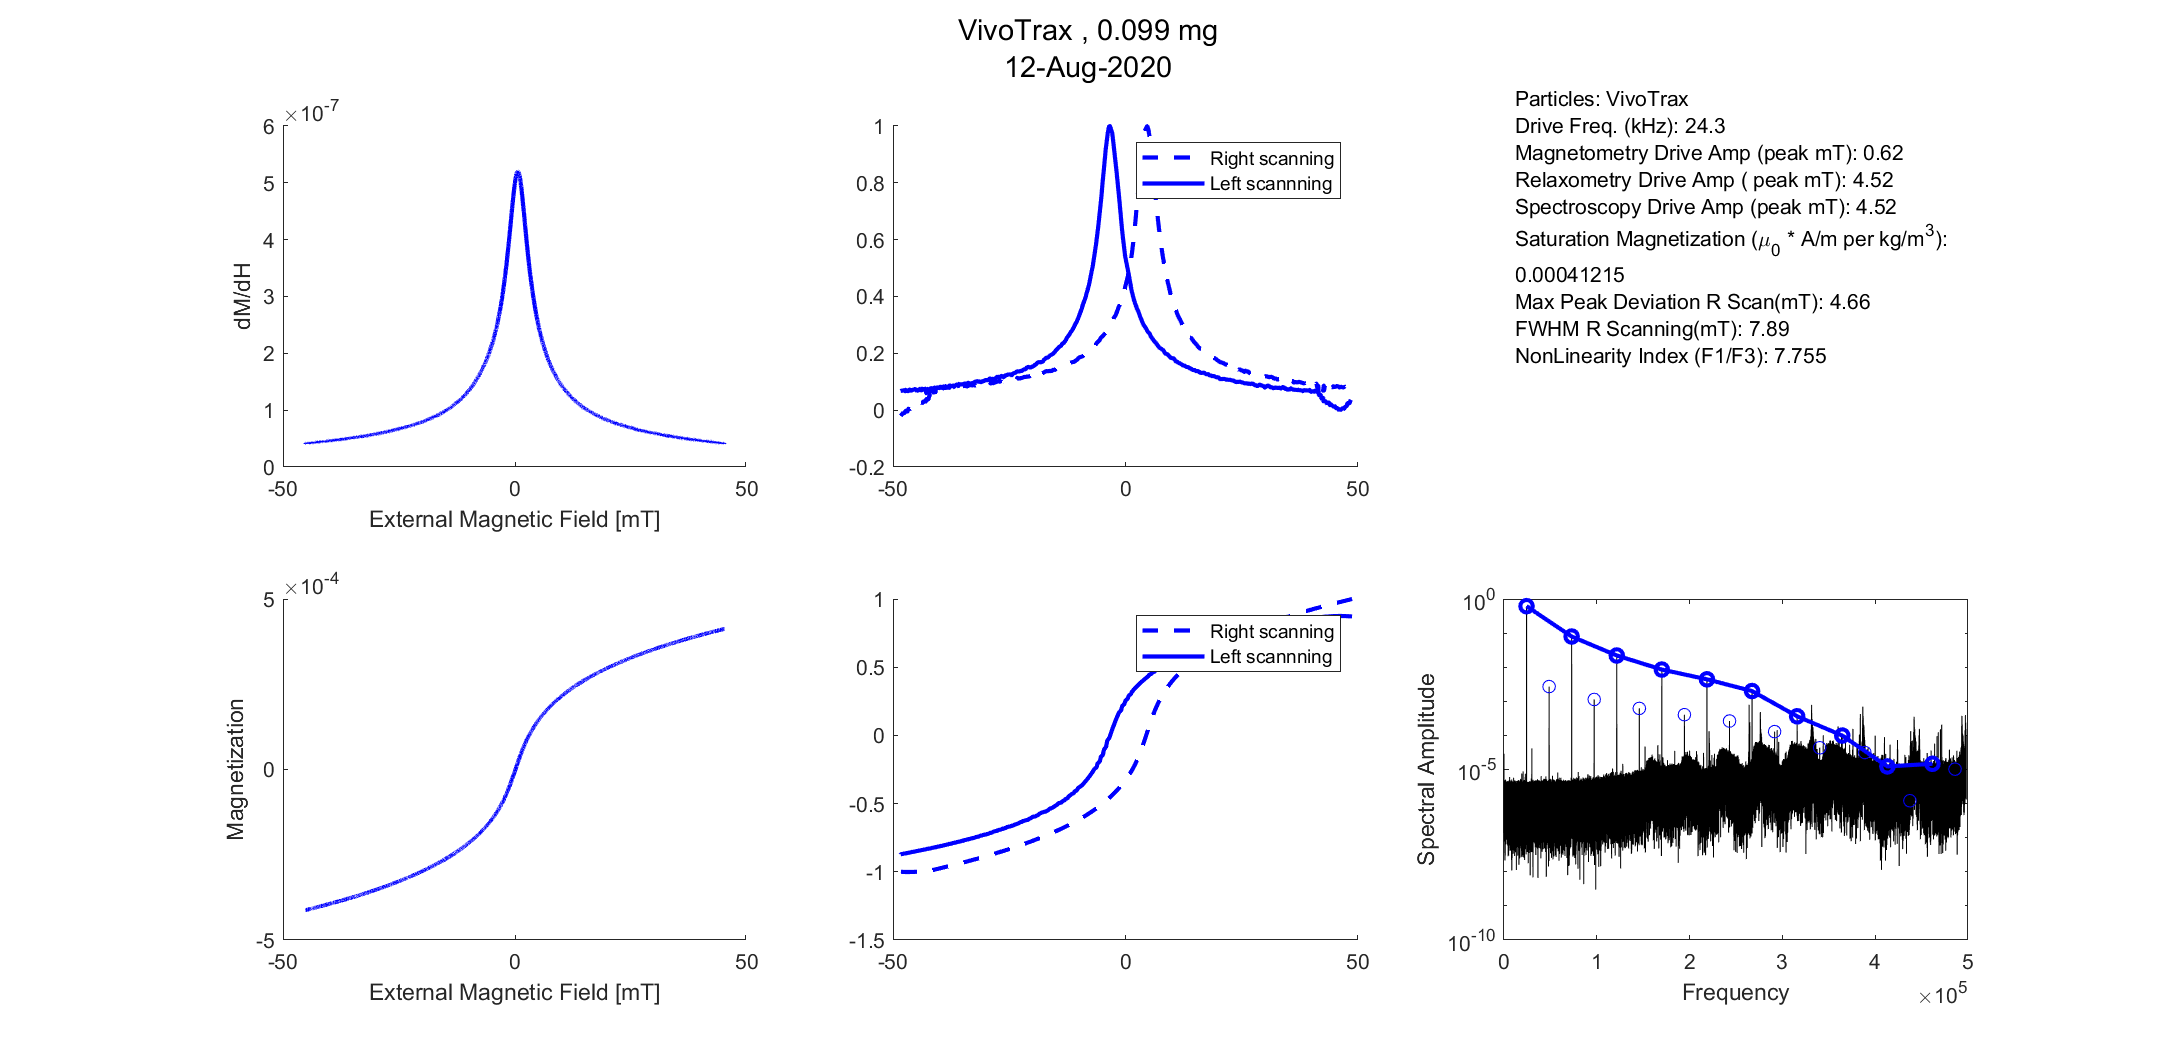 VivoTrax , 0.099 mg
12-Aug-2020
×10-7
6
5
4
3
2
1
0
dM/dH
-50
0
50
External Magnetic Field [mT]
1
0.8
0.6
0.4
0.2
0
-0.2
-50
0
50
Right scanning
Left scannning
Particles: VivoTrax
Drive Freq. (kHz): 24.3
Magnetometry Drive Amp (peak mT): 0.62
Relaxometry Drive Amp ( peak mT): 4.52
Spectroscopy Drive Amp (peak mT): 4.52
Saturation Magnetization (μ0 * A/m per kg/m3):
0.00041215
Max Peak Deviation R Scan(mT): 4.66
FWHM R Scanning(mT): 7.89
NonLinearity Index (F1/F3): 7.755
×10-4
5
0
-5
Magnetization
-50
0
50
External Magnetic Field [mT]
1
0.5
0
-0.5
-1
-1.5
-50
0
50
Right scanning
Left scannning
100
10-5
10-10
Spectral Amplitude
0
1
2
3
4
5
Frequency
×105